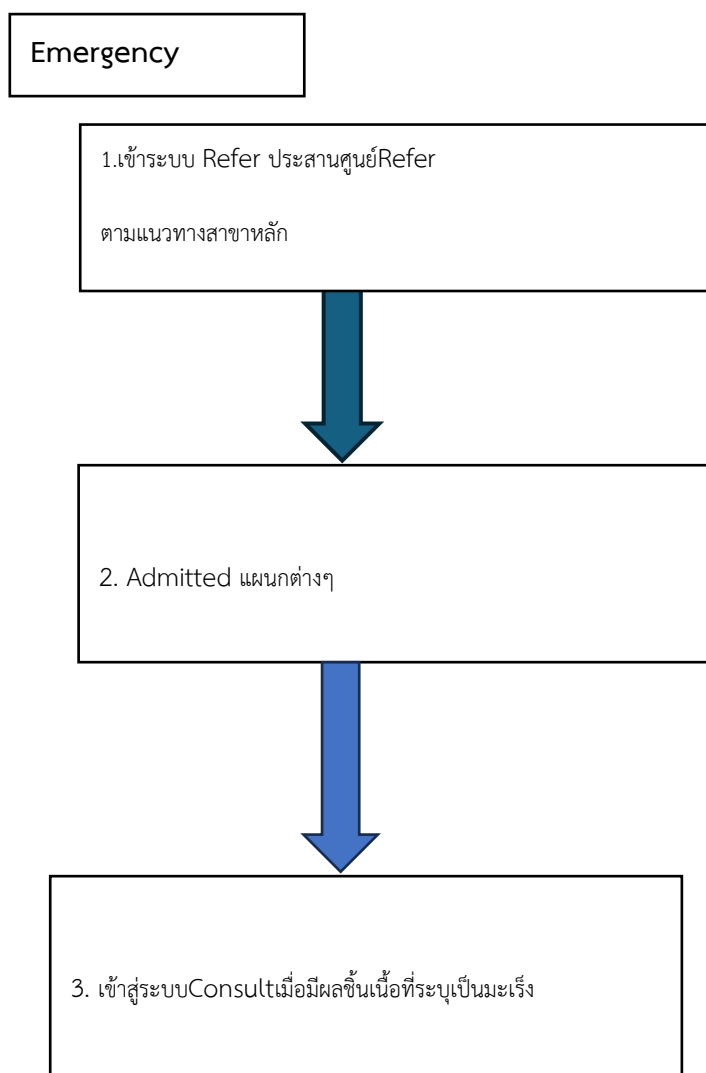 Emergency
1.เข้าระบบ Refer ประสานศูนย์Refer
ตามแนวทางสาขาหลัก
2. Admitted แผนกต่างๆ
3. เข้าสู่ระบบConsultเมื่อมีผลชิ้นเนื้อที่ระบุเป็นมะเร็ง